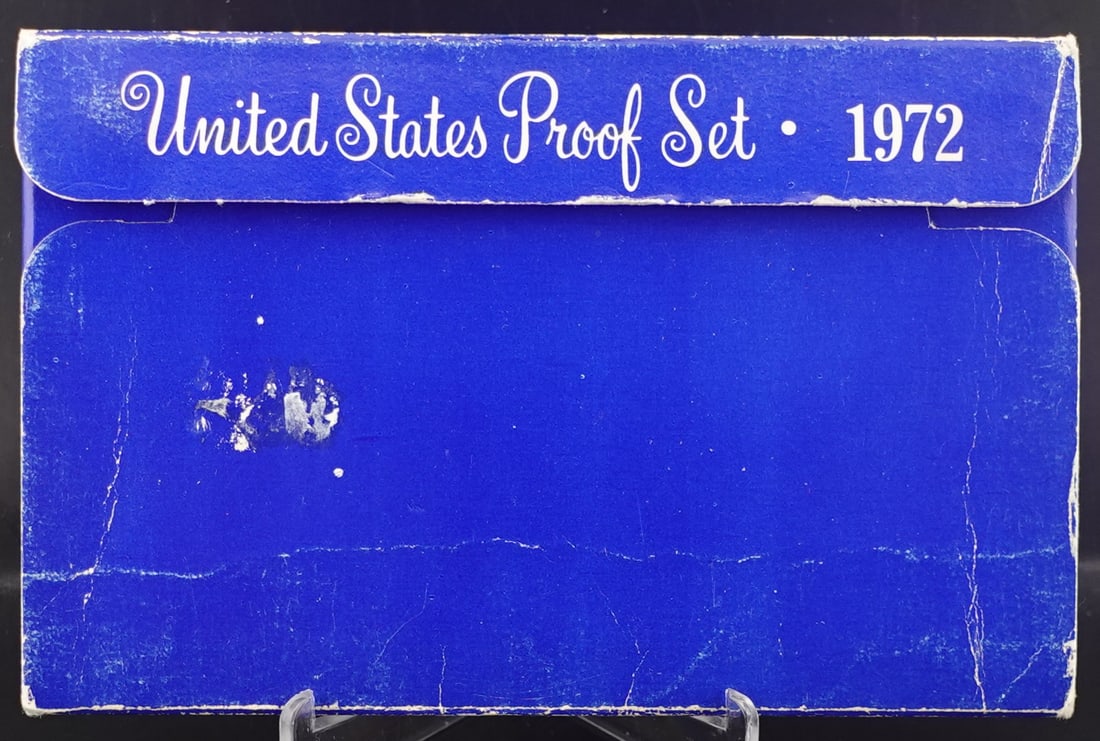 United States Proof Set • 1972